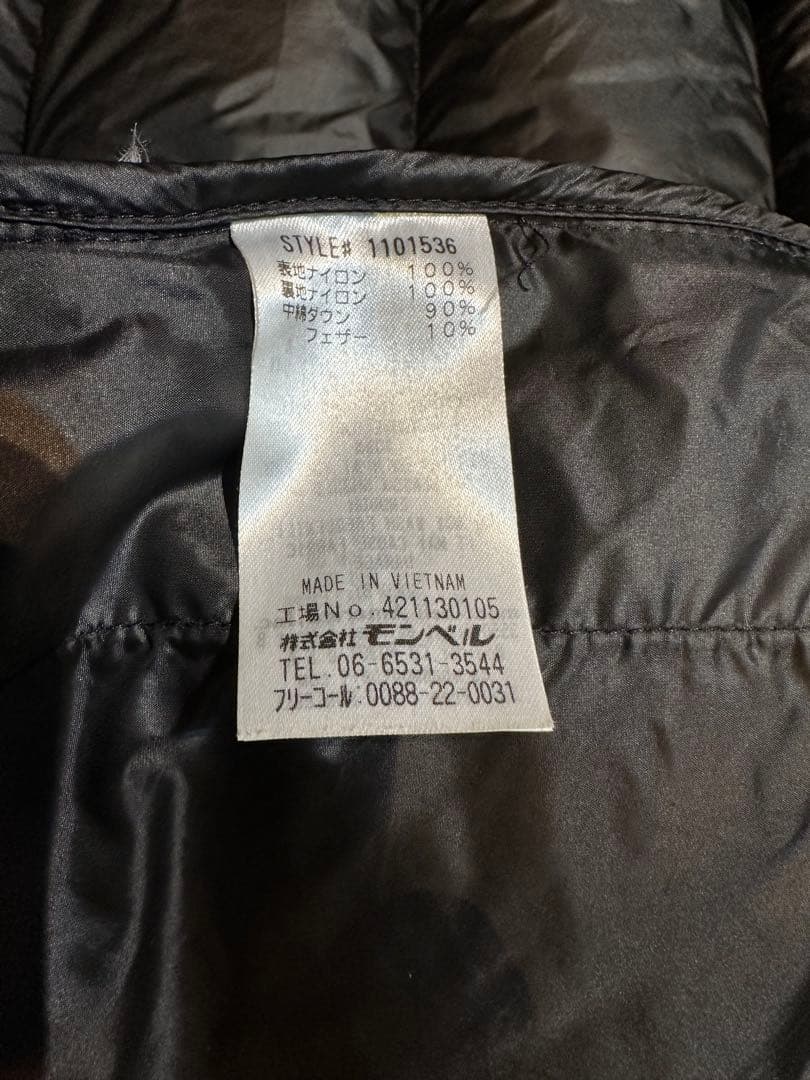 STYLE# 1101536
表地ナイロン 100%
裏地ナイロン 100%
中綿ダウン 90%
フェザー 10%
MADE IN VIETNAM
工場No.421130105
株式会社 モンベル
TEL.06-6531-3544
フリーコール:0088-22-0031